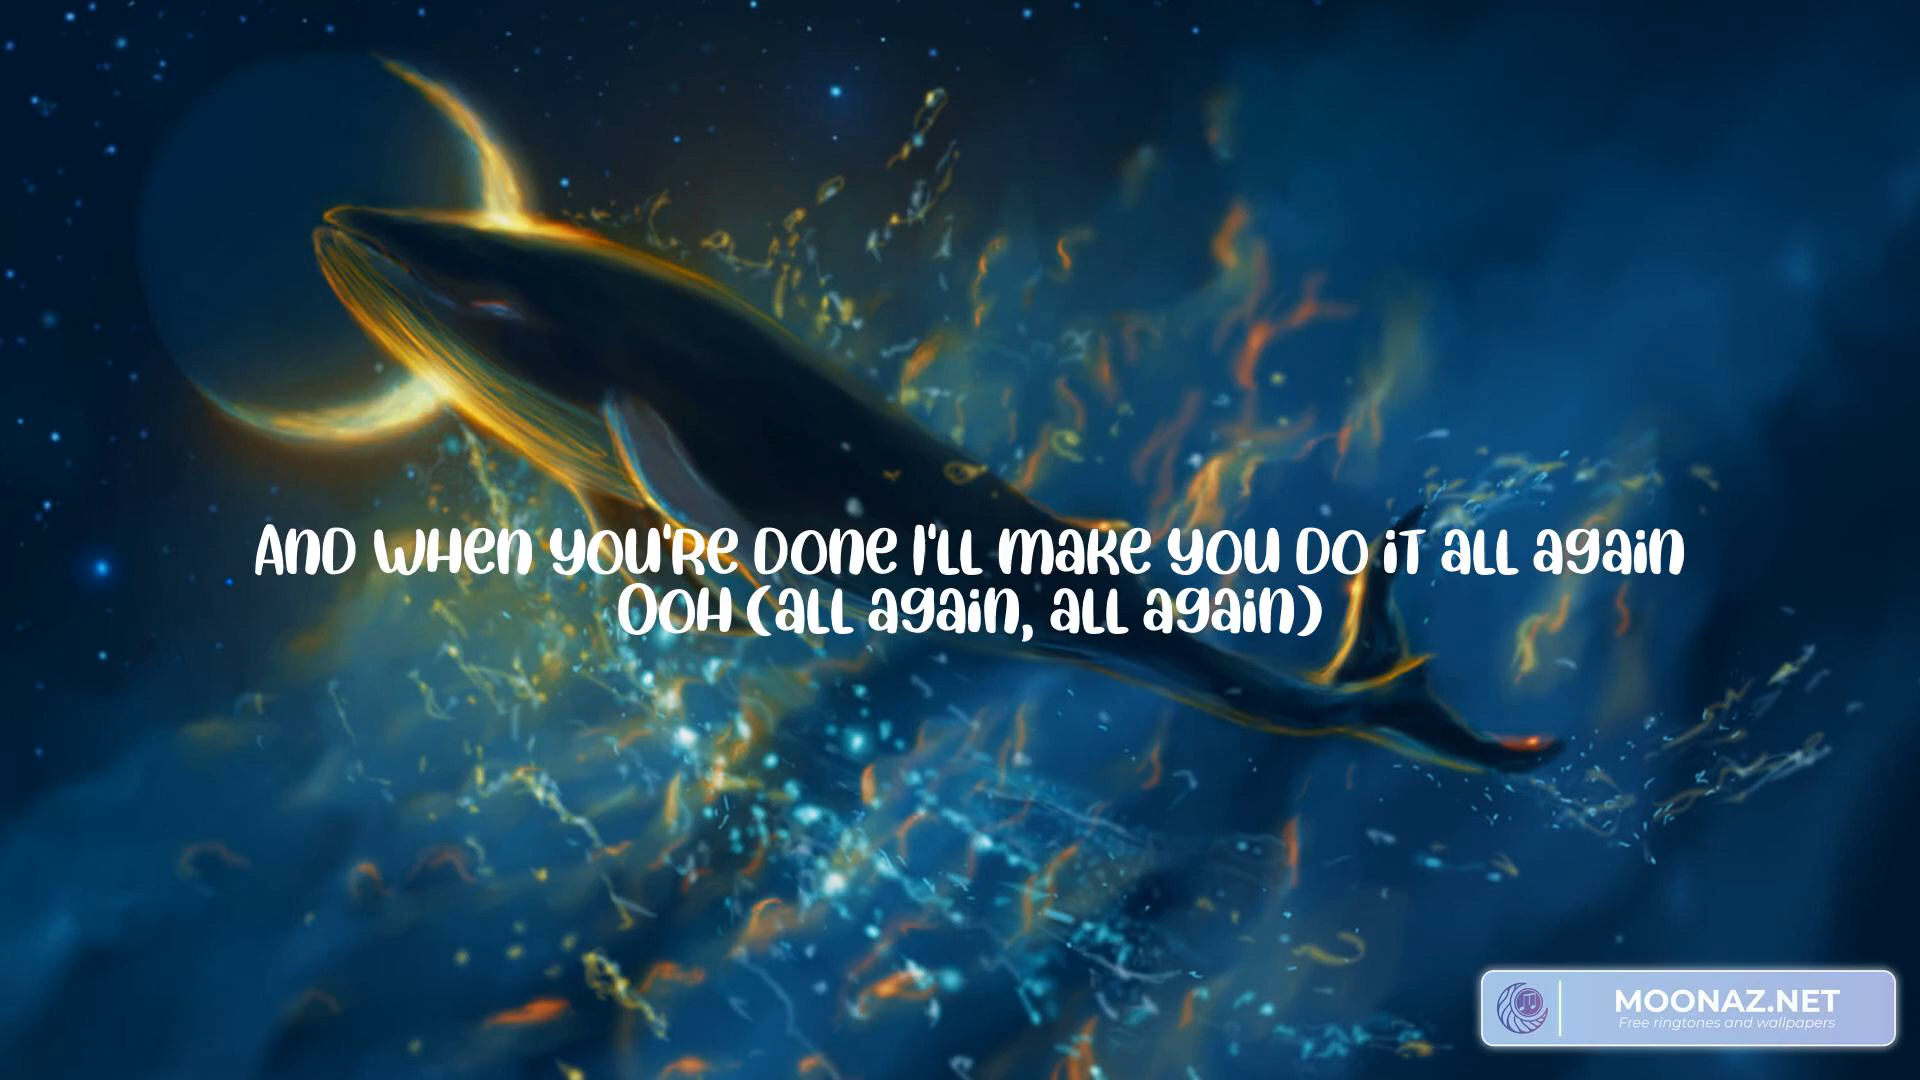 And when you're done I'll make you do it all again
Ooh (all again, all again)
MOONAZ.NET
Free ringtones and wallpapers